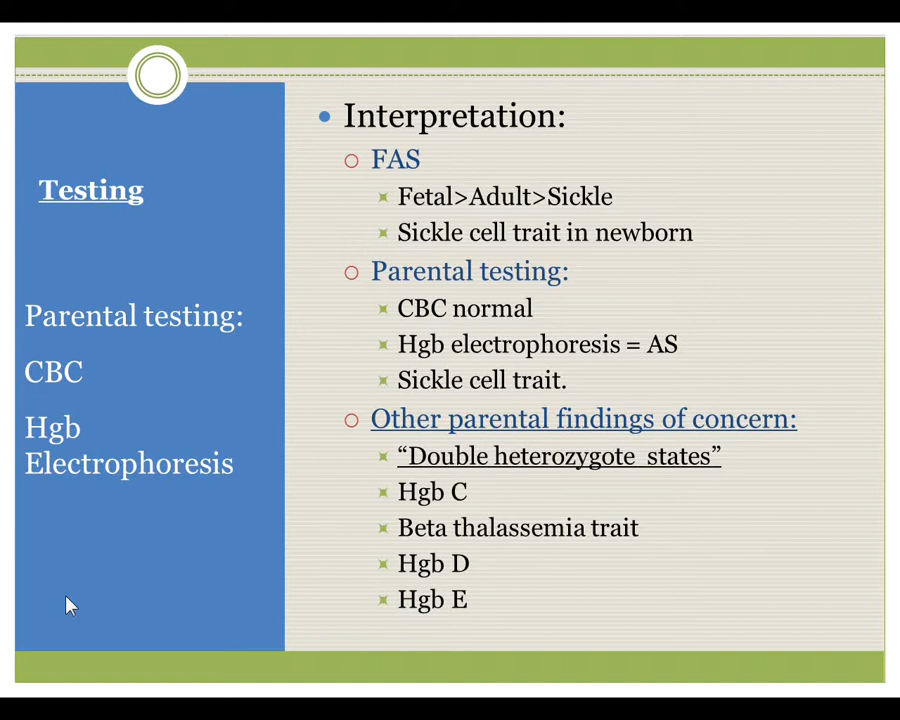 Testing
Parental testing:
CBC
Hgb
Electrophoresis
Interpretation:
FAS
Fetal>Adult>Sickle
Sickle cell trait in newborn
Parental testing:
CBC normal
Hgb electrophoresis = AS
Sickle cell trait.
Other parental findings of concern:
“Double heterozygote states”
Hgb C
Beta thalassemia trait
Hgb D
Hgb E